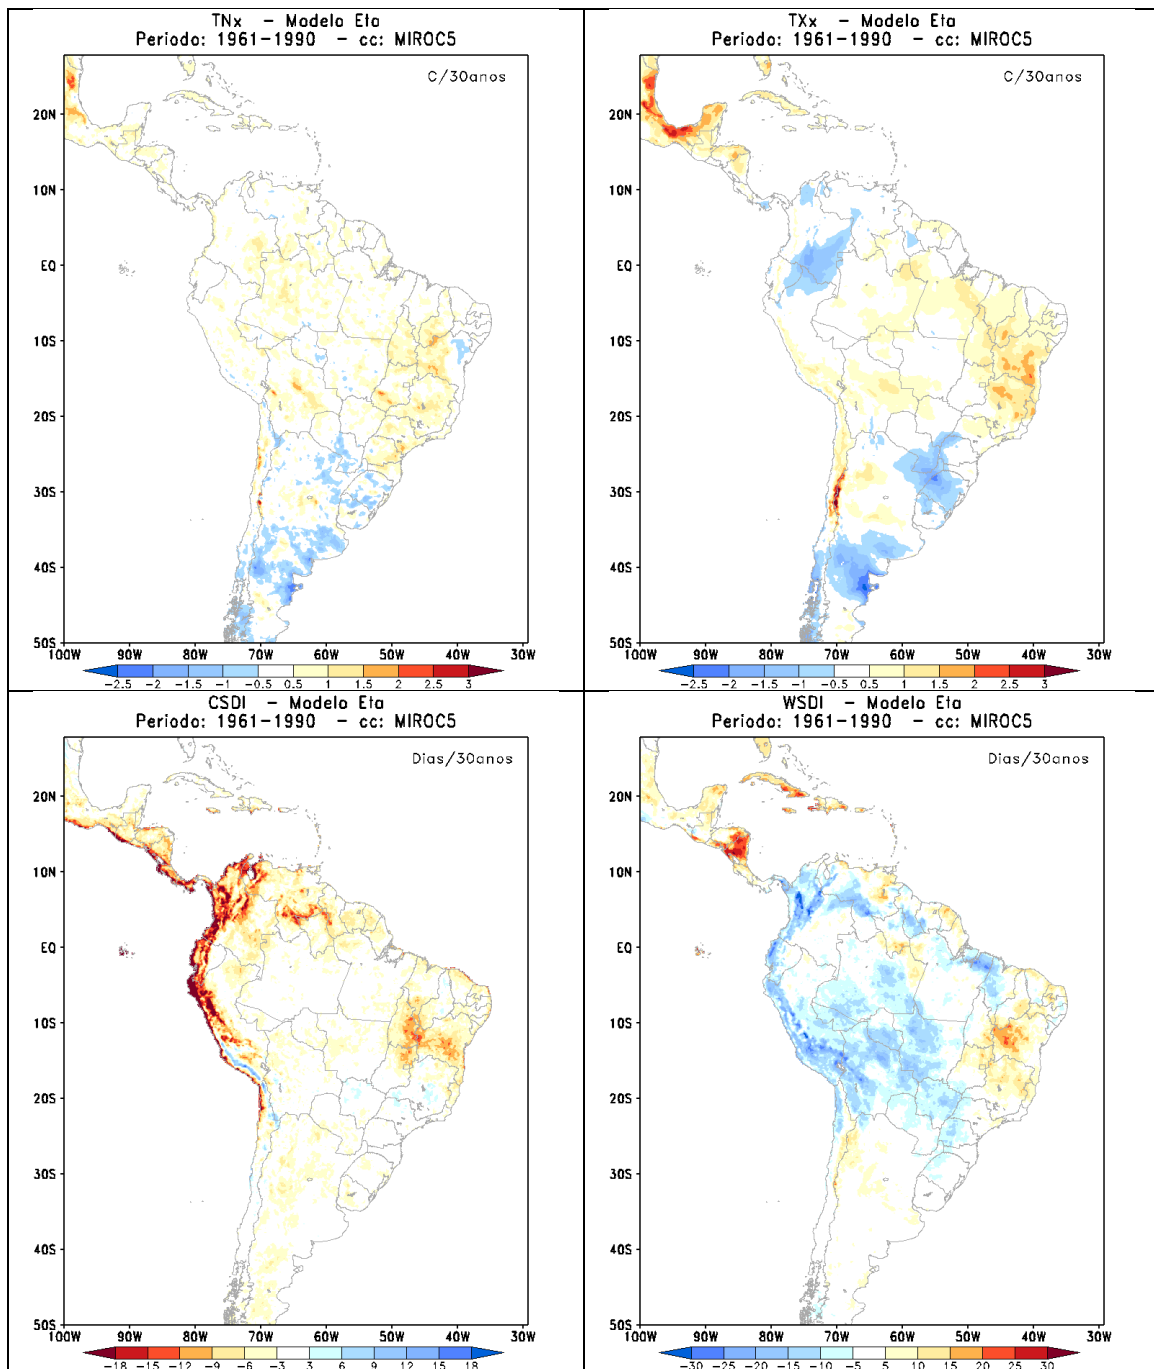 TNx – Modelo Eta
Periodo: 1961–1990 – cc: MIROC5
C/30anos
20N
10N
EQ
10S
20S
30S
40S
50S
100W 90W 80W 70W 60W 50W 40W 30W
−2.5 −2 −1.5 −1 −0.5 0.5 1 1.5 2 2.5 3
TXx – Modelo Eta
Periodo: 1961–1990 – cc: MIROC5
C/30anos
20N
10N
EQ
10S
20S
30S
40S
50S
100W 90W 80W 70W 60W 50W 40W 30W
−2.5 −2 −1.5 −1 −0.5 0.5 1 1.5 2 2.5 3
CSDI – Modelo Eta
Periodo: 1961–1990 – cc: MIROC5
Dias/30anos
20N
10N
EQ
10S
20S
30S
40S
50S
100W 90W 80W 70W 60W 50W 40W 30W
−18 −15 −12 −9 −6 −3 3 6 9 12 15 18
WSDI – Modelo Eta
Periodo: 1961–1990 – cc: MIROC5
Dias/30anos
20N
10N
EQ
10S
20S
30S
40S
50S
100W 90W 80W 70W 60W 50W 40W 30W
−30 −25 −20 −15 −10 −5 5 10 15 20 25 30